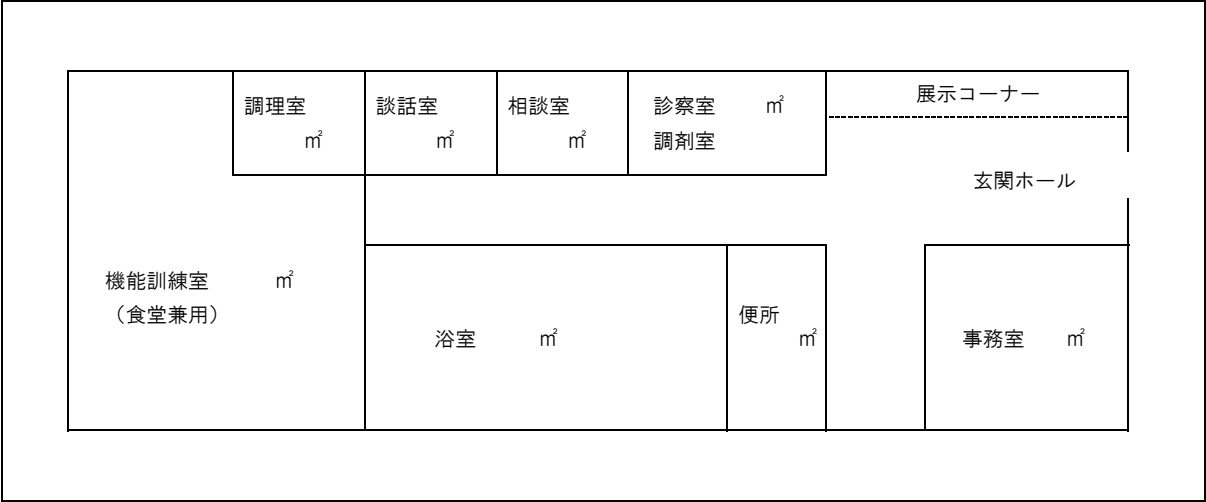 展示コーナー
調理室
㎡
談話室
㎡
相談室
㎡
診察室 ㎡
調剤室
玄関ホール
機能訓練室 ㎡
（食堂兼用）
浴室 ㎡
便所
㎡
事務室 ㎡